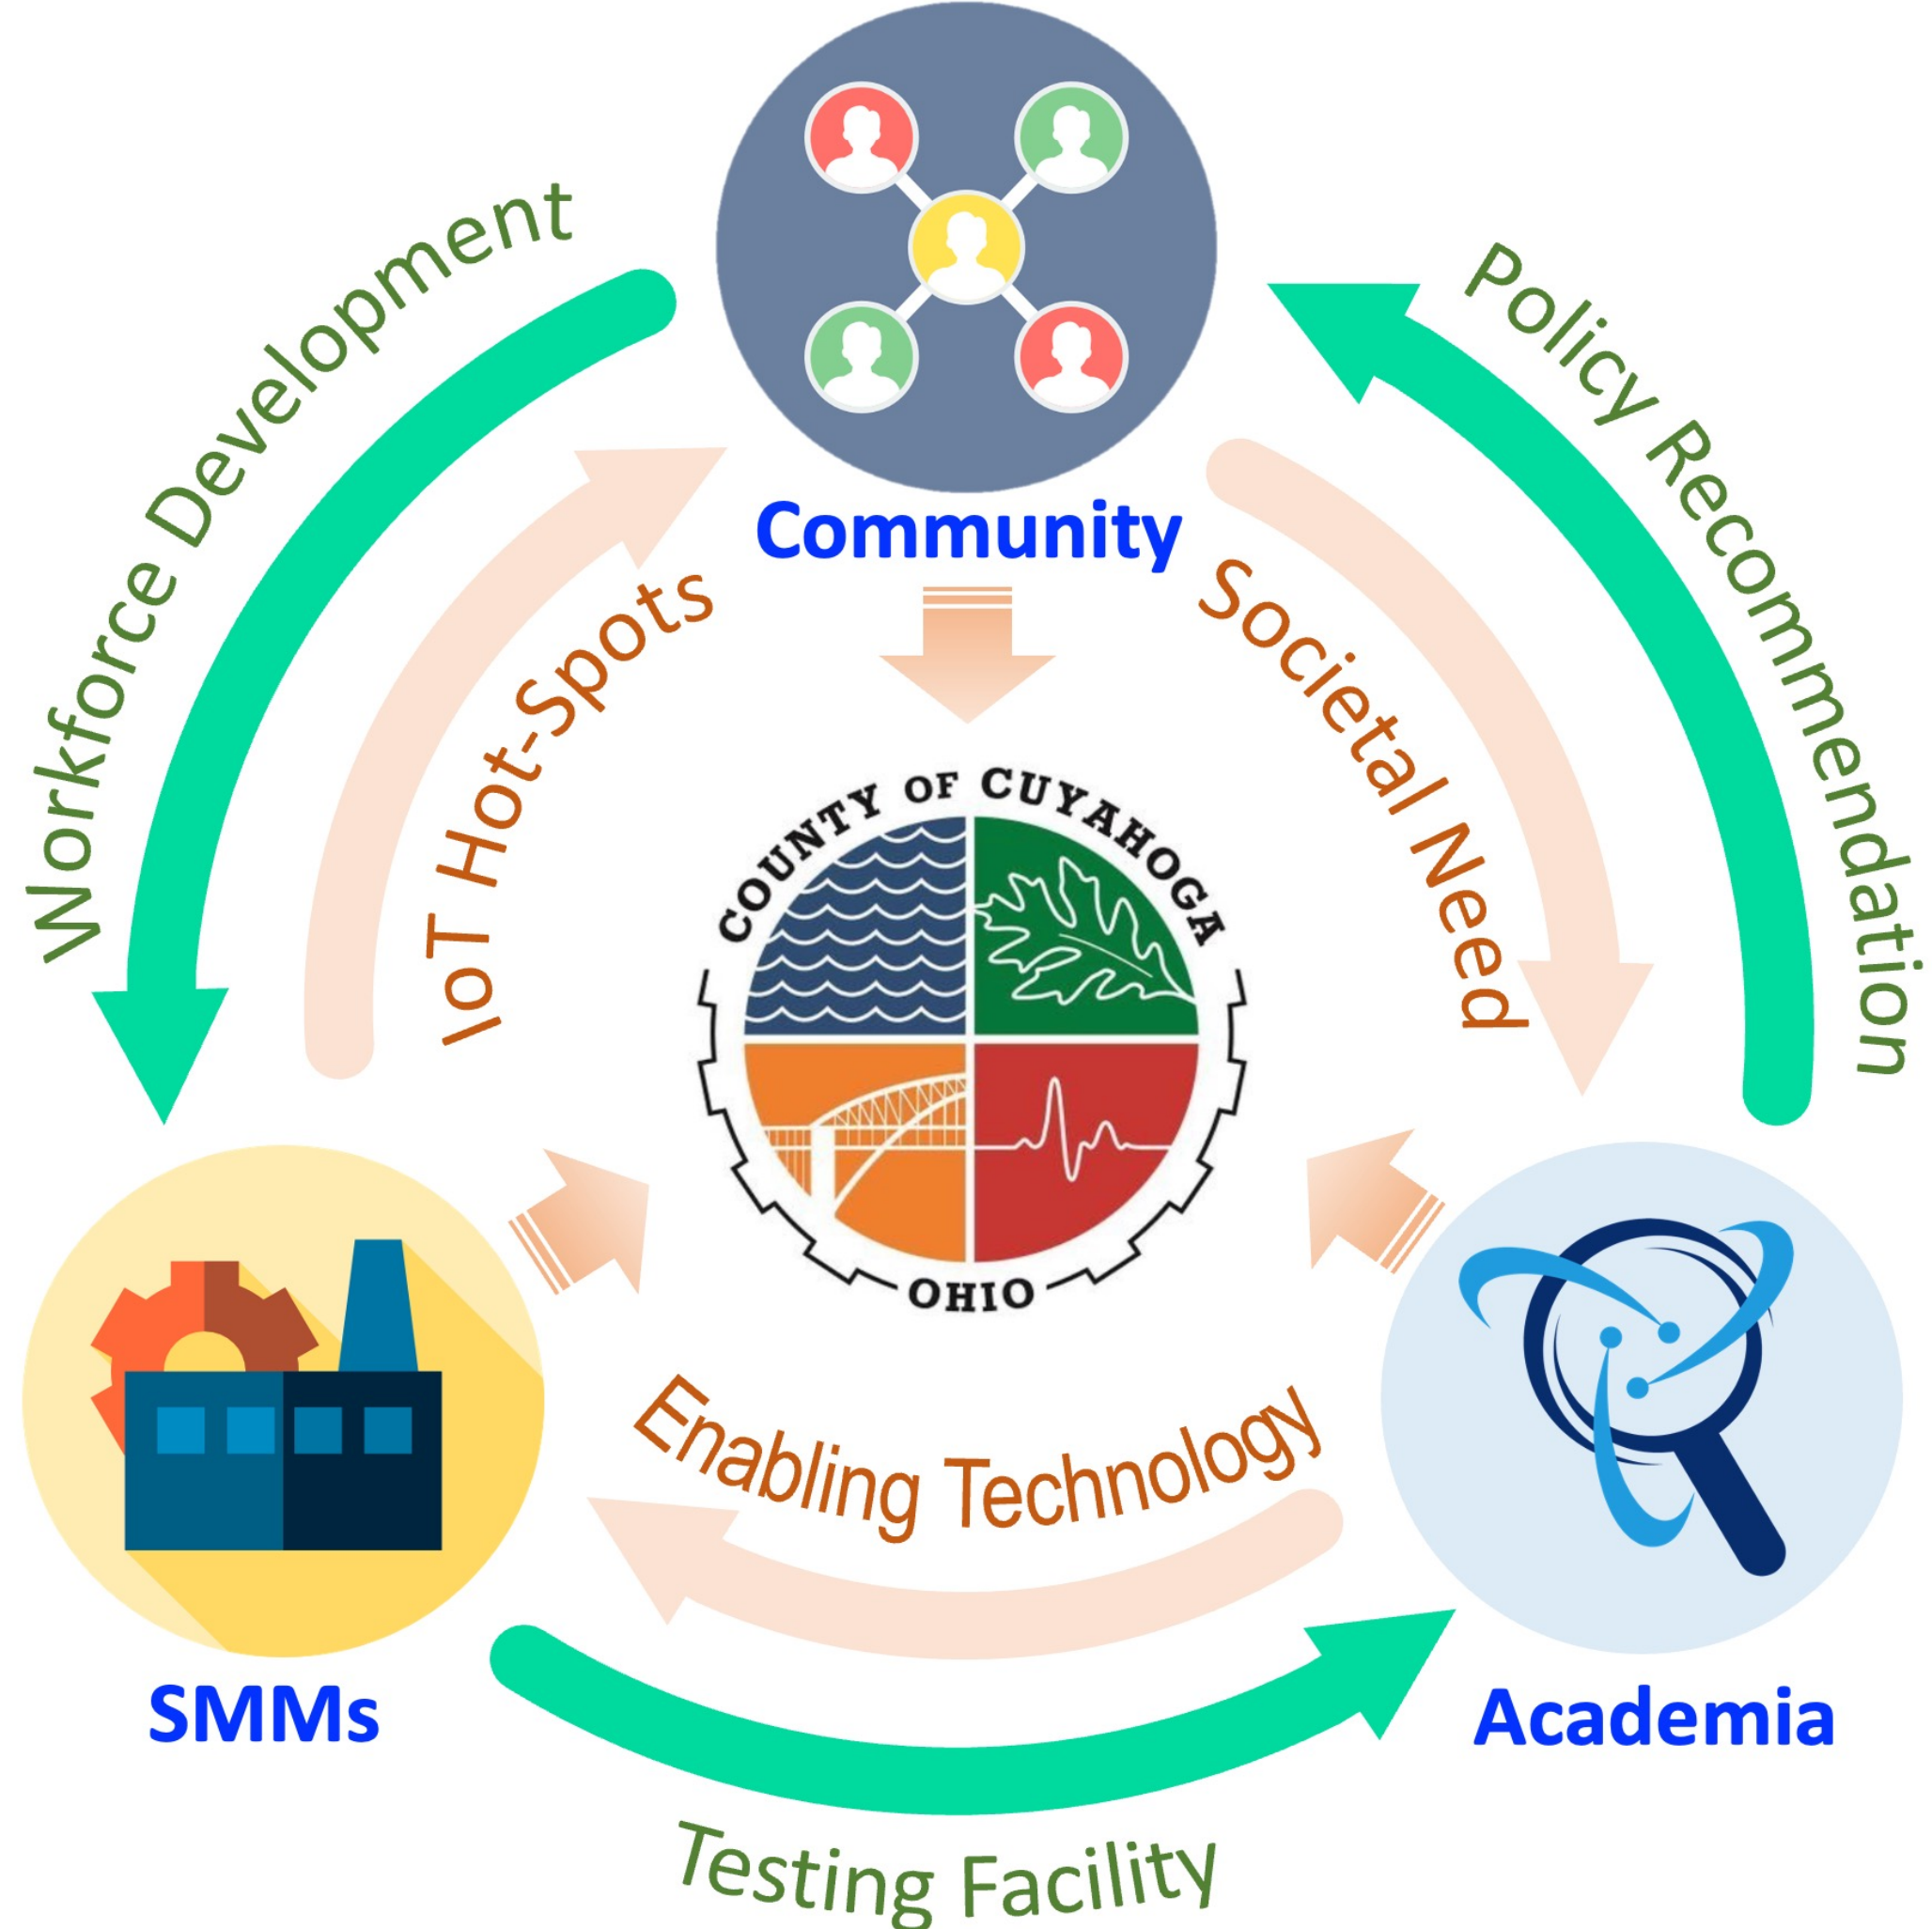 Workforce Development
Policy Recommendation
Community
IoT Hot-Spots
Societal Need
COUNTY OF CUYAHOGA
OHIO
Enabling Technology
SMMs
Academia
Testing Facility